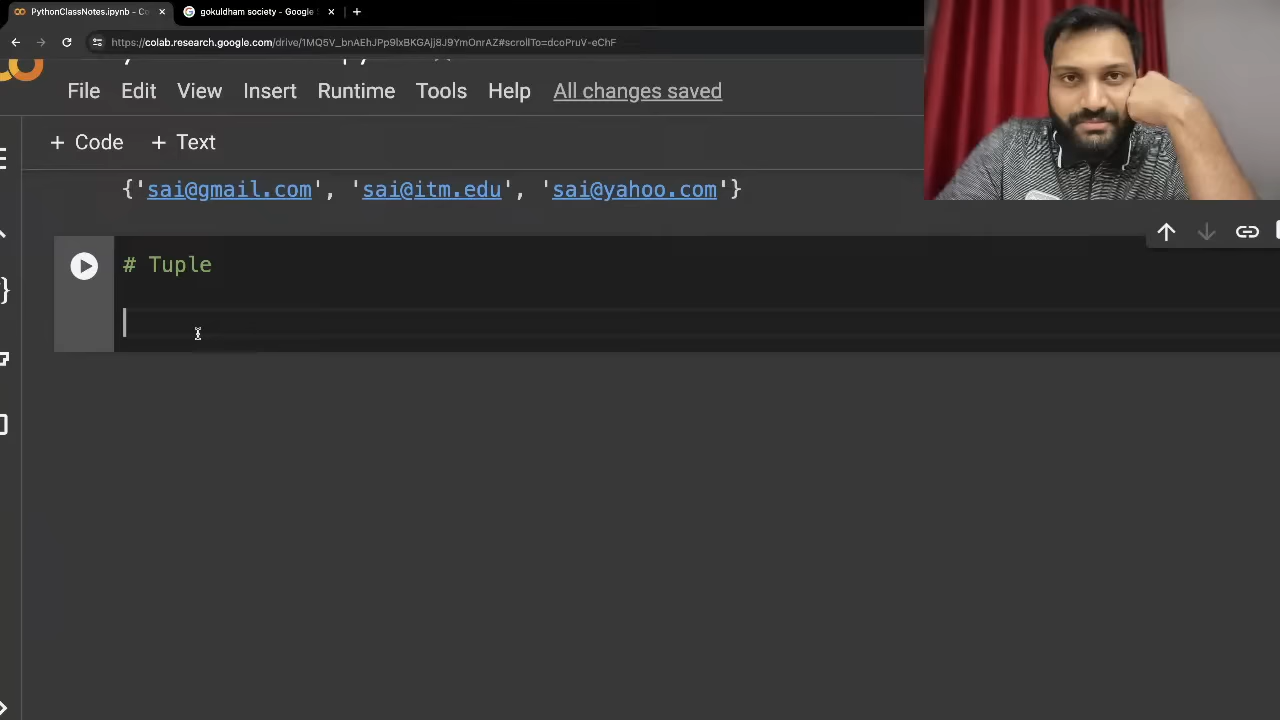 PythonClassNotes.ipynb - Co
gokuldham society - Google S
https://colab.research.google.com/drive/1MQ5V_bnAEhJPp9lxBKGAjj8J9YmOnrAZ#scrollTo=dcoPruV-eChF
File Edit View Insert Runtime Tools Help All changes saved
+ Code + Text
{'sai@gmail.com', 'sai@itm.edu', 'sai@yahoo.com'}
# Tuple